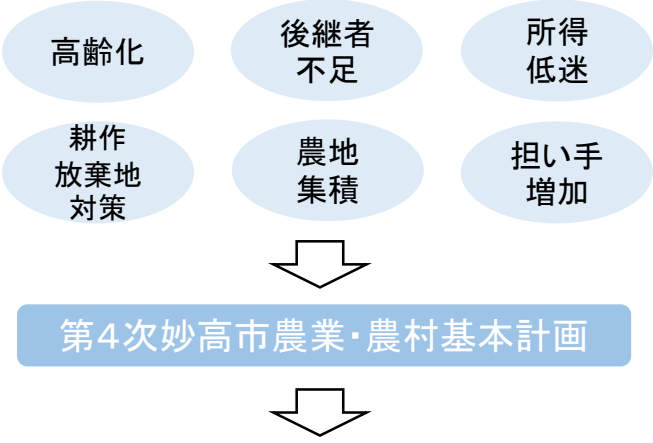 高齢化
後継者
不足
所得
低迷
耕作
放棄地
対策
農地
集積
担い手
増加
第4次妙高市農業・農村基本計画